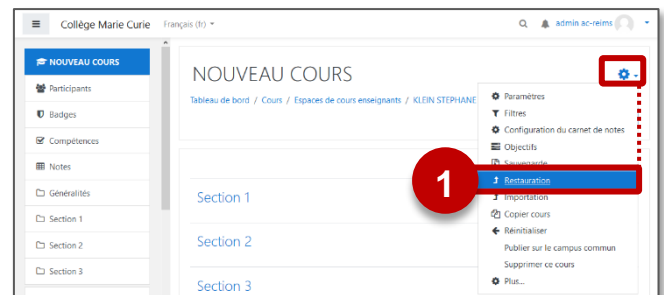 Collège Marie Curie Français (fr)
admin ac-reims
NOUVEAU COURS
Participants
Badges
Compétences
Notes
Généralités
Section 1
Section 2
Section 3
NOUVEAU COURS
Tableau de bord / Cours / Espaces de cours enseignants / KLEIN STEPHANE
Section 1
Section 2
Section 3
Paramètres
Filtres
Configuration du carnet de notes
Objectifs
Sauvegarde
Restauration
Importation
Copier cours
Réinitialiser
Publier sur le campus commun
Supprimer ce cours
Plus...
1